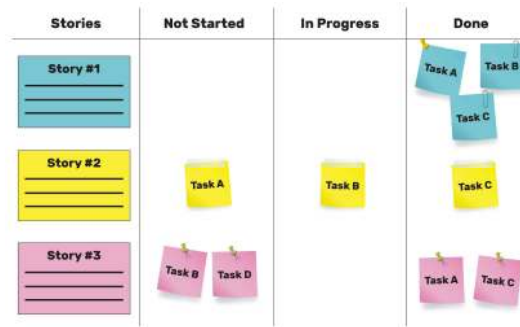 Stories Not Started In Progress Done
Story #1
Task A
Task B
Task C
Story #2
Task A
Task B
Task C
Story #3
Task B
Task D
Task A
Task C